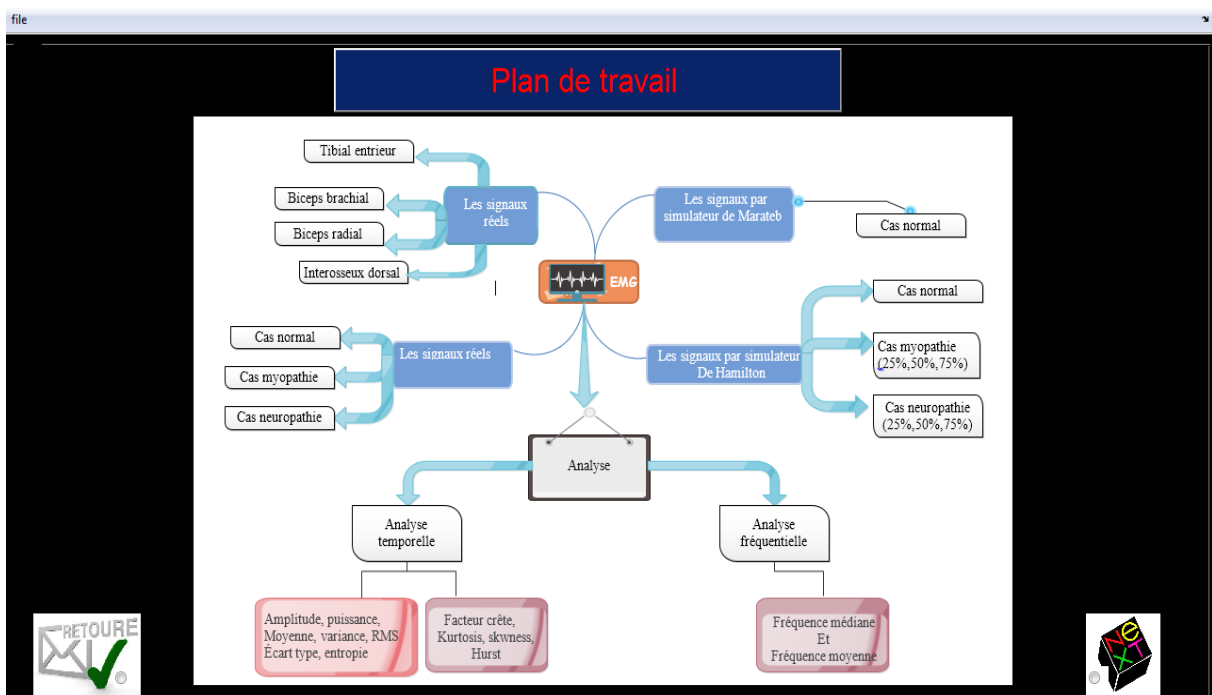 file
Plan de travail
Tibial entrieur
Biceps brachial
Biceps radial
Interosseux dorsal
Les signaux
réels
Les signaux par
simulateur de Marateb
Cas normal
EMG
Cas normal
Cas myopathie
Cas neuropathie
Les signaux réels
Les signaux par simulateur
De Hamilton
Cas normal
Cas myopathie
(25%,50%,75%)
Cas neuropathie
(25%,50%,75%)
Analyse
Analyse
temporelle
Analyse
fréquentielle
Amplitude, puissance,
Moyenne, variance, RMS
Écart type, entropie
Facteur crête,
Kurtosis, skwness,
Hurst
Fréquence médiane
Et
Fréquence moyenne
RETOURE
NeXT